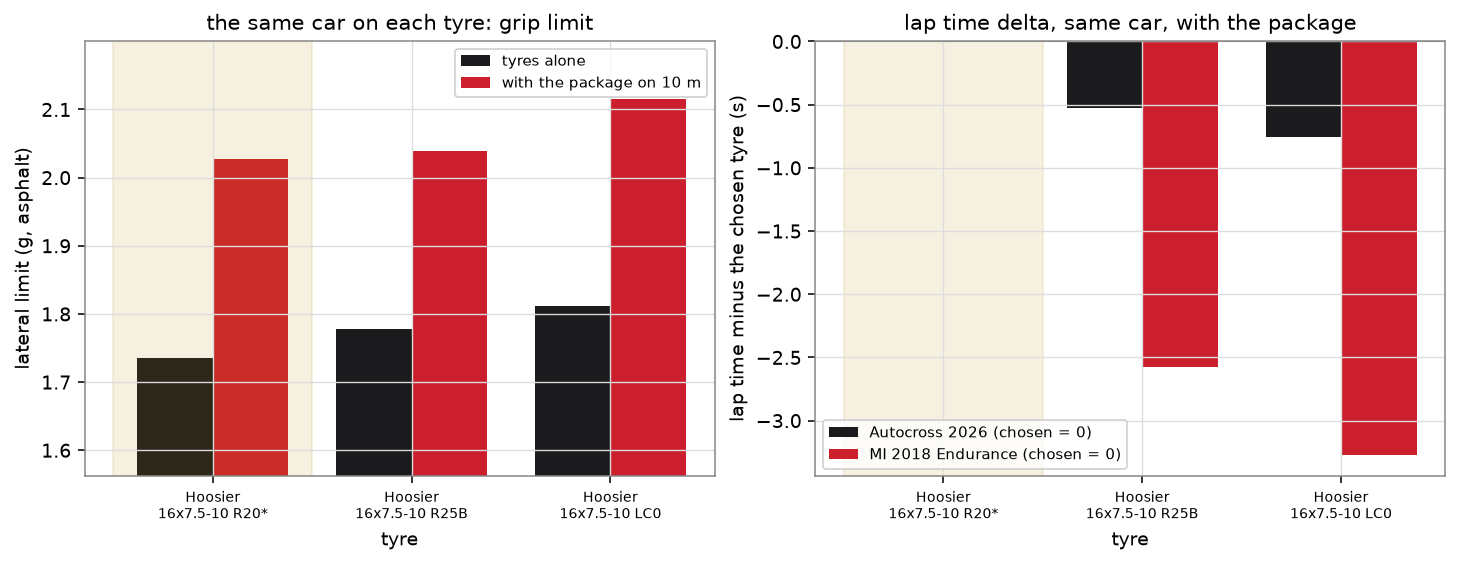 the same car on each tyre: grip limit
lateral limit (g, asphalt)
2.1
2.0
1.9
1.8
1.7
1.6
tyres alone
with the package on 10 m
Hoosier
16x7.5-10 R20*
Hoosier
16x7.5-10 R25B
Hoosier
16x7.5-10 LC0
tyre
lap time delta, same car, with the package
lap time minus the chosen tyre (s)
0.0
−0.5
−1.0
−1.5
−2.0
−2.5
−3.0
Autocross 2026 (chosen = 0)
MI 2018 Endurance (chosen = 0)
Hoosier
16x7.5-10 R20*
Hoosier
16x7.5-10 R25B
Hoosier
16x7.5-10 LC0
tyre